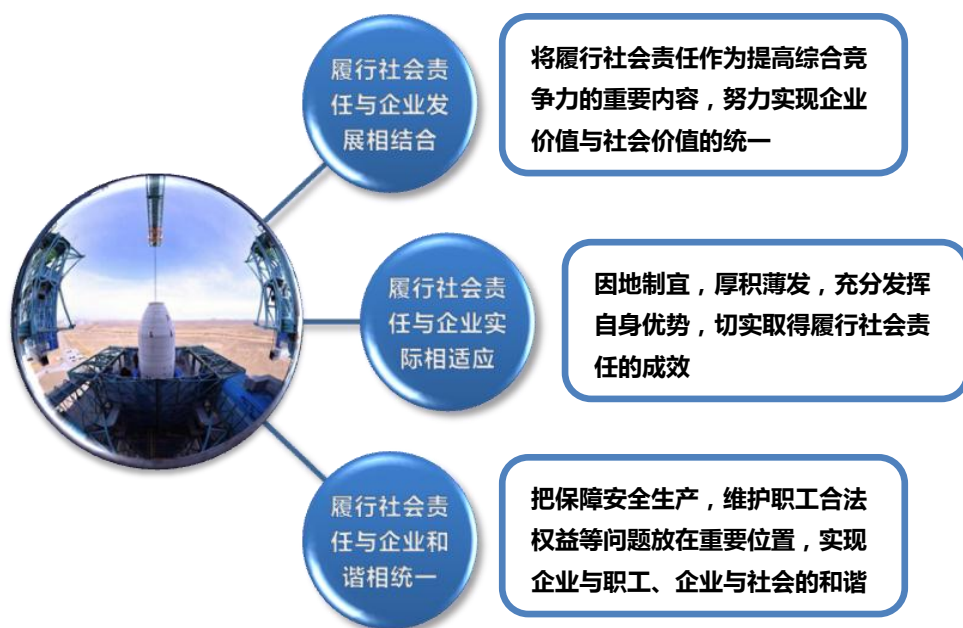 履行社会责
任与企业发
展相结合
将履行社会责任作为提高综合竞
争力的重要内容，努力实现企业
价值与社会价值的统一
履行社会责
任与企业实
际相适应
因地制宜，厚积薄发，充分发挥
自身优势，切实取得履行社会责
任的成效
履行社会责
任与企业和
谐相统一
把保障安全生产，维护职工合法
权益等问题放在重要位置，实现
企业与职工、企业与社会的和谐